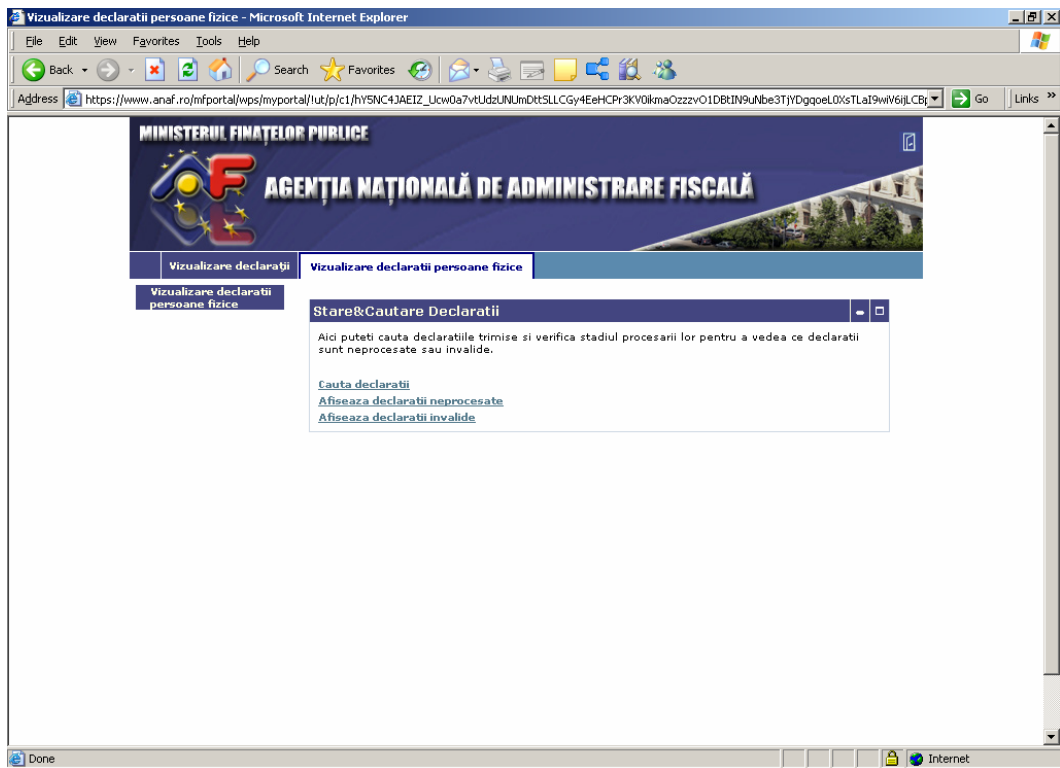 Vizualizare declaratii persoane fizice - Microsoft Internet Explorer
File Edit View Favorites Tools Help
Back Search Favorites
Address https://www.anaf.ro/mfportal/wps/myportal/!ut/p/c1/ Go Links »
MINISTERUL FINAȚELOR PUBLICE
AGENȚIA NAȚIONALĂ DE ADMINISTRARE FISCALĂ
Vizualizare declarații Vizualizare declaratii persoane fizice
Vizualizare declaratii
persoane fizice
Stare&Cautare Declaratii
Aici puteti cauta declaratiile trimise si verifica stadiul procesarii lor pentru a vedea ce declaratii
sunt neprocesate sau invalide.
Cauta declaratii
Afiseaza declaratii neprocesate
Afiseaza declaratii invalide
Done Internet